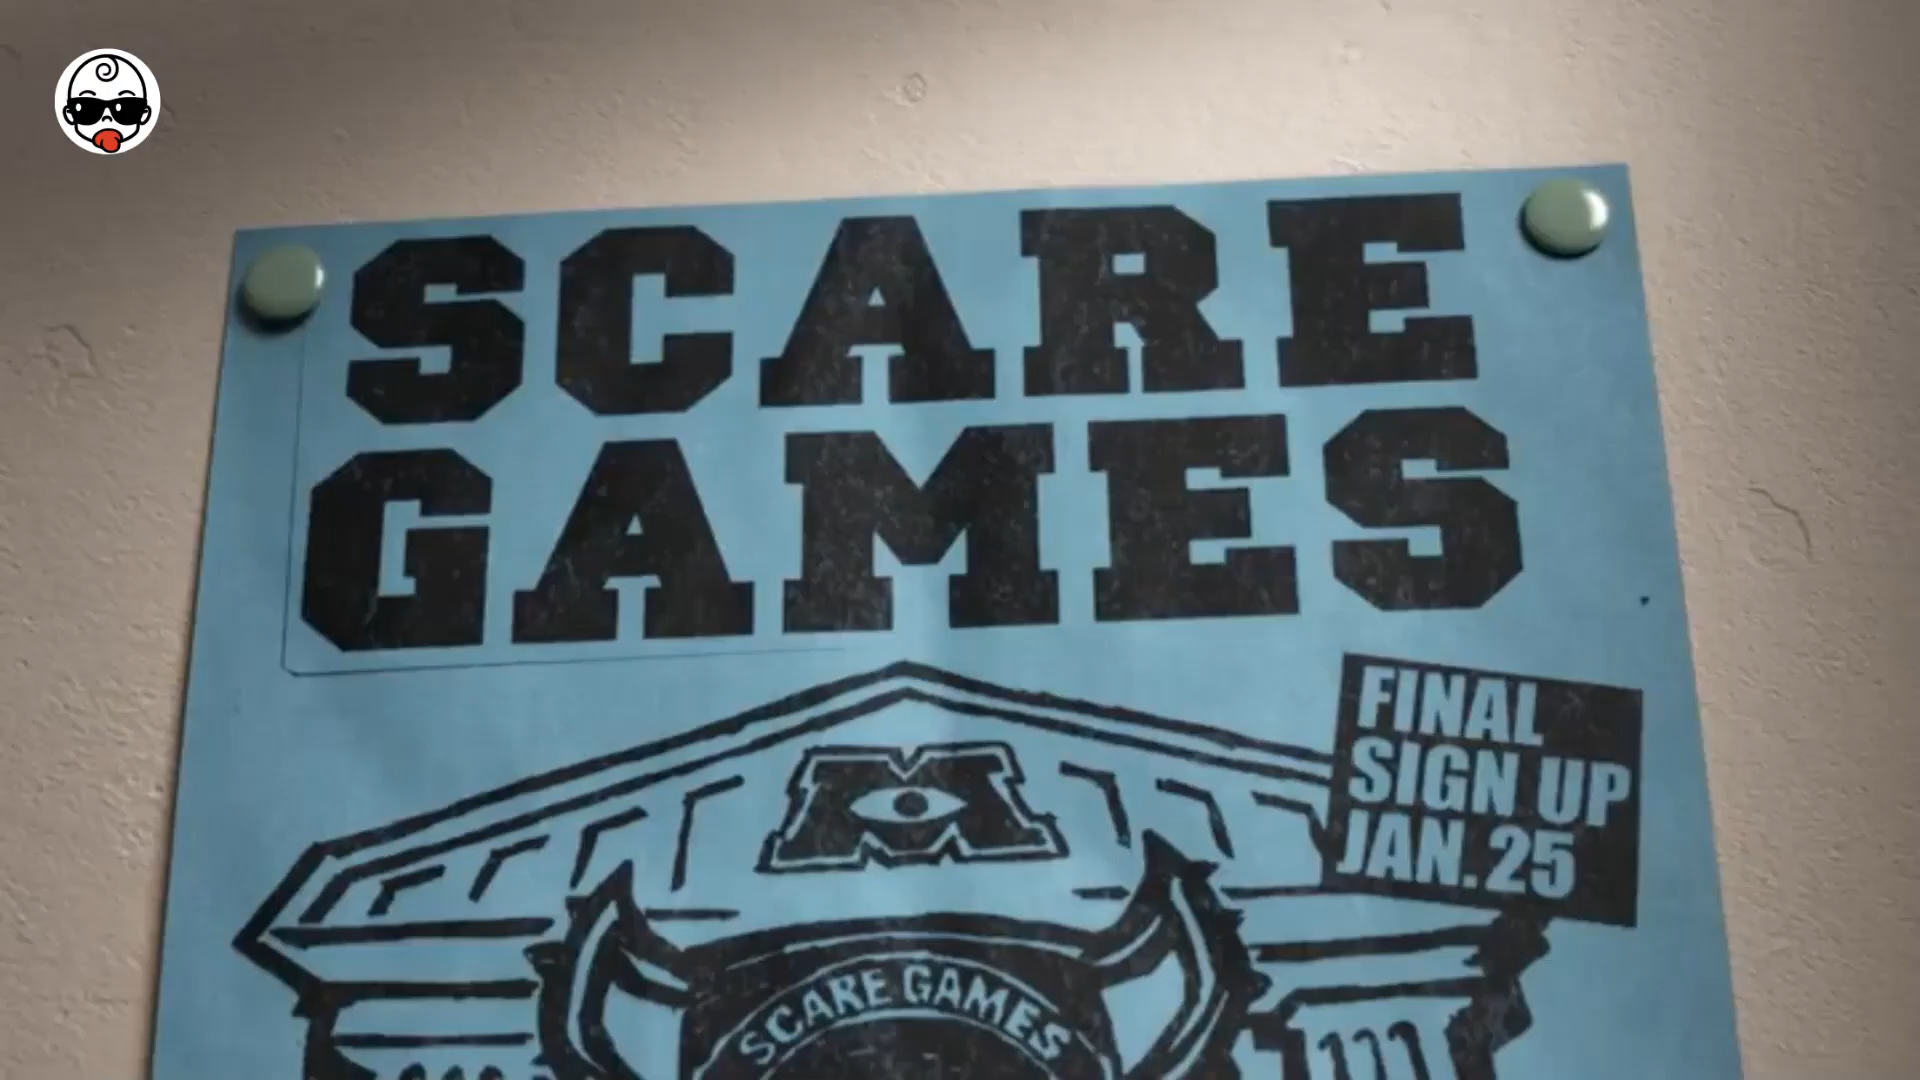 SCARE
GAMES
FINAL
SIGN UP
JAN. 25
M
SCARE GAMES